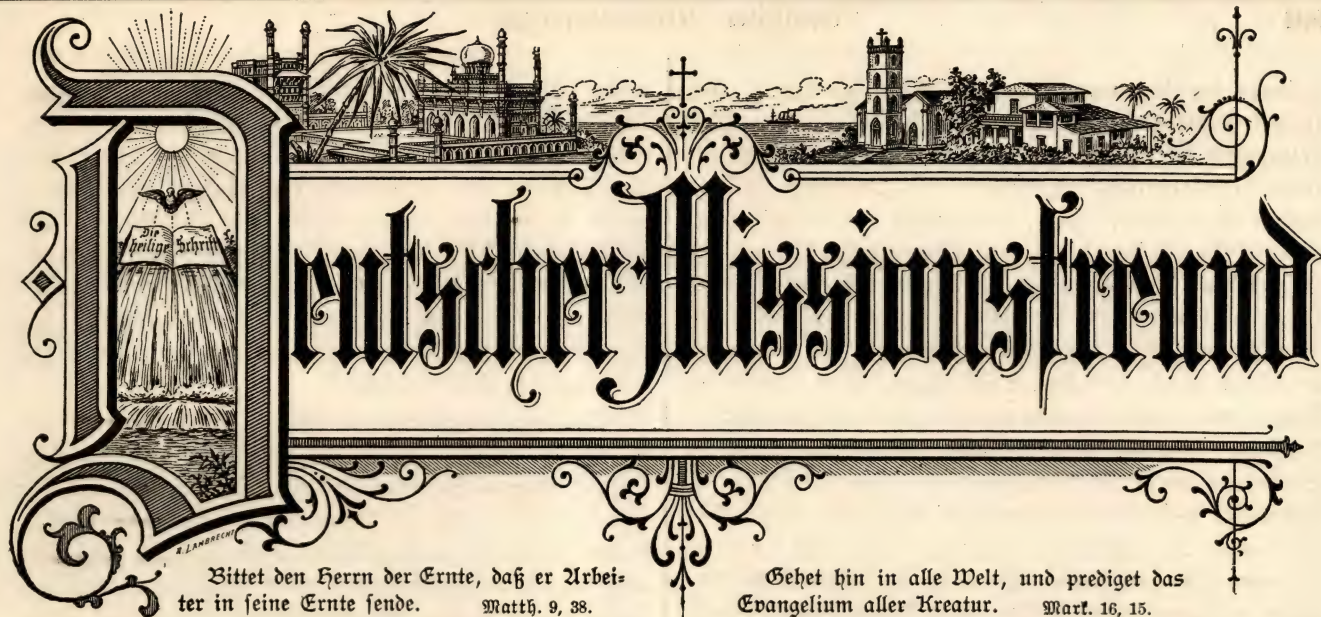 Die
heilige Schrift
Deutscher Missionsfreund
R. LAMBRECHT
Bittet den Herrn der Ernte, daß er Arbei=
ter in seine Ernte sende. Matth. 9, 38.
Gehet hin in alle Welt, und prediget das
Evangelium aller Kreatur. Mark. 16, 15.